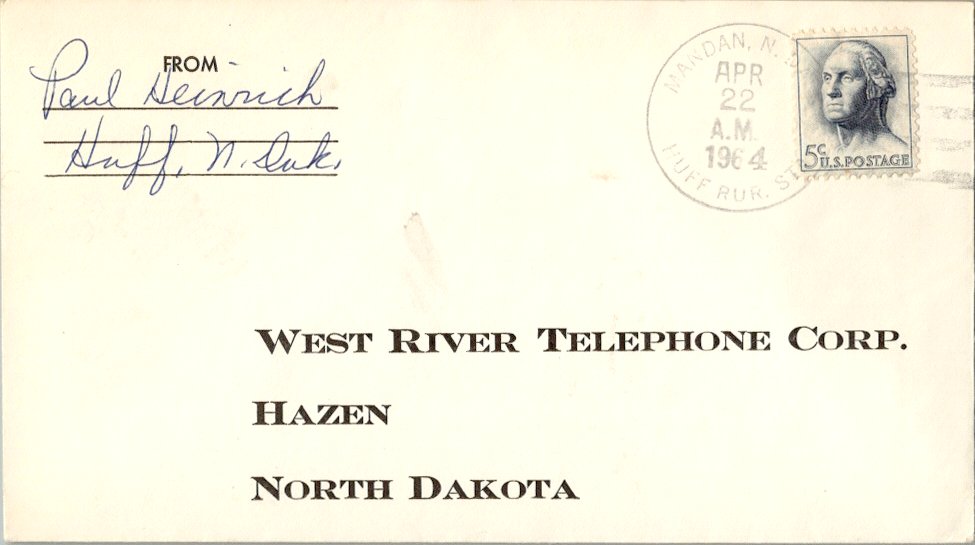 FROM
Paul Heinrich
Huff, N. Dak.
MANDAN, N. D.
APR
22
A.M.
1964
HUFF RUR. STA.
5c
U.S. POSTAGE
WEST RIVER TELEPHONE CORP.
HAZEN
NORTH DAKOTA